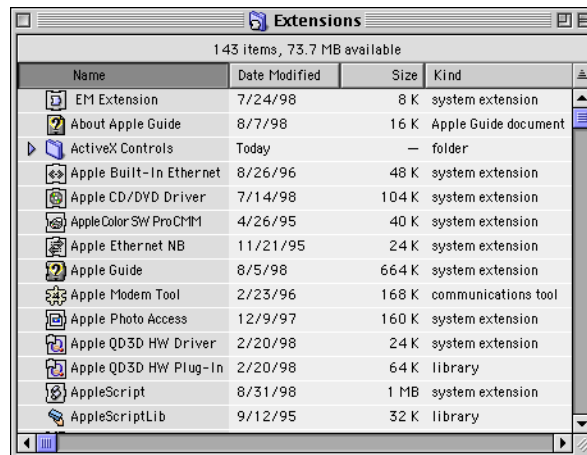 Extensions
143 items, 73.7 MB available
Name Date Modified Size Kind
EM Extension 7/24/98 8 K system extension
About Apple Guide 8/7/98 16 K Apple Guide document
ActiveX Controls Today — folder
Apple Built-In Ethernet 8/26/96 48 K system extension
Apple CD/DVD Driver 7/14/98 104 K system extension
AppleColor SW ProCMM 4/26/95 40 K system extension
Apple Ethernet NB 11/21/95 24 K system extension
Apple Guide 8/5/98 664 K system extension
Apple Modem Tool 2/23/96 168 K communications tool
Apple Photo Access 12/9/97 160 K system extension
Apple QD3D HW Driver 2/20/98 24 K system extension
Apple QD3D HW Plug-In 2/20/98 64 K library
AppleScript 8/31/98 1 MB system extension
AppleScriptLib 9/12/95 32 K library